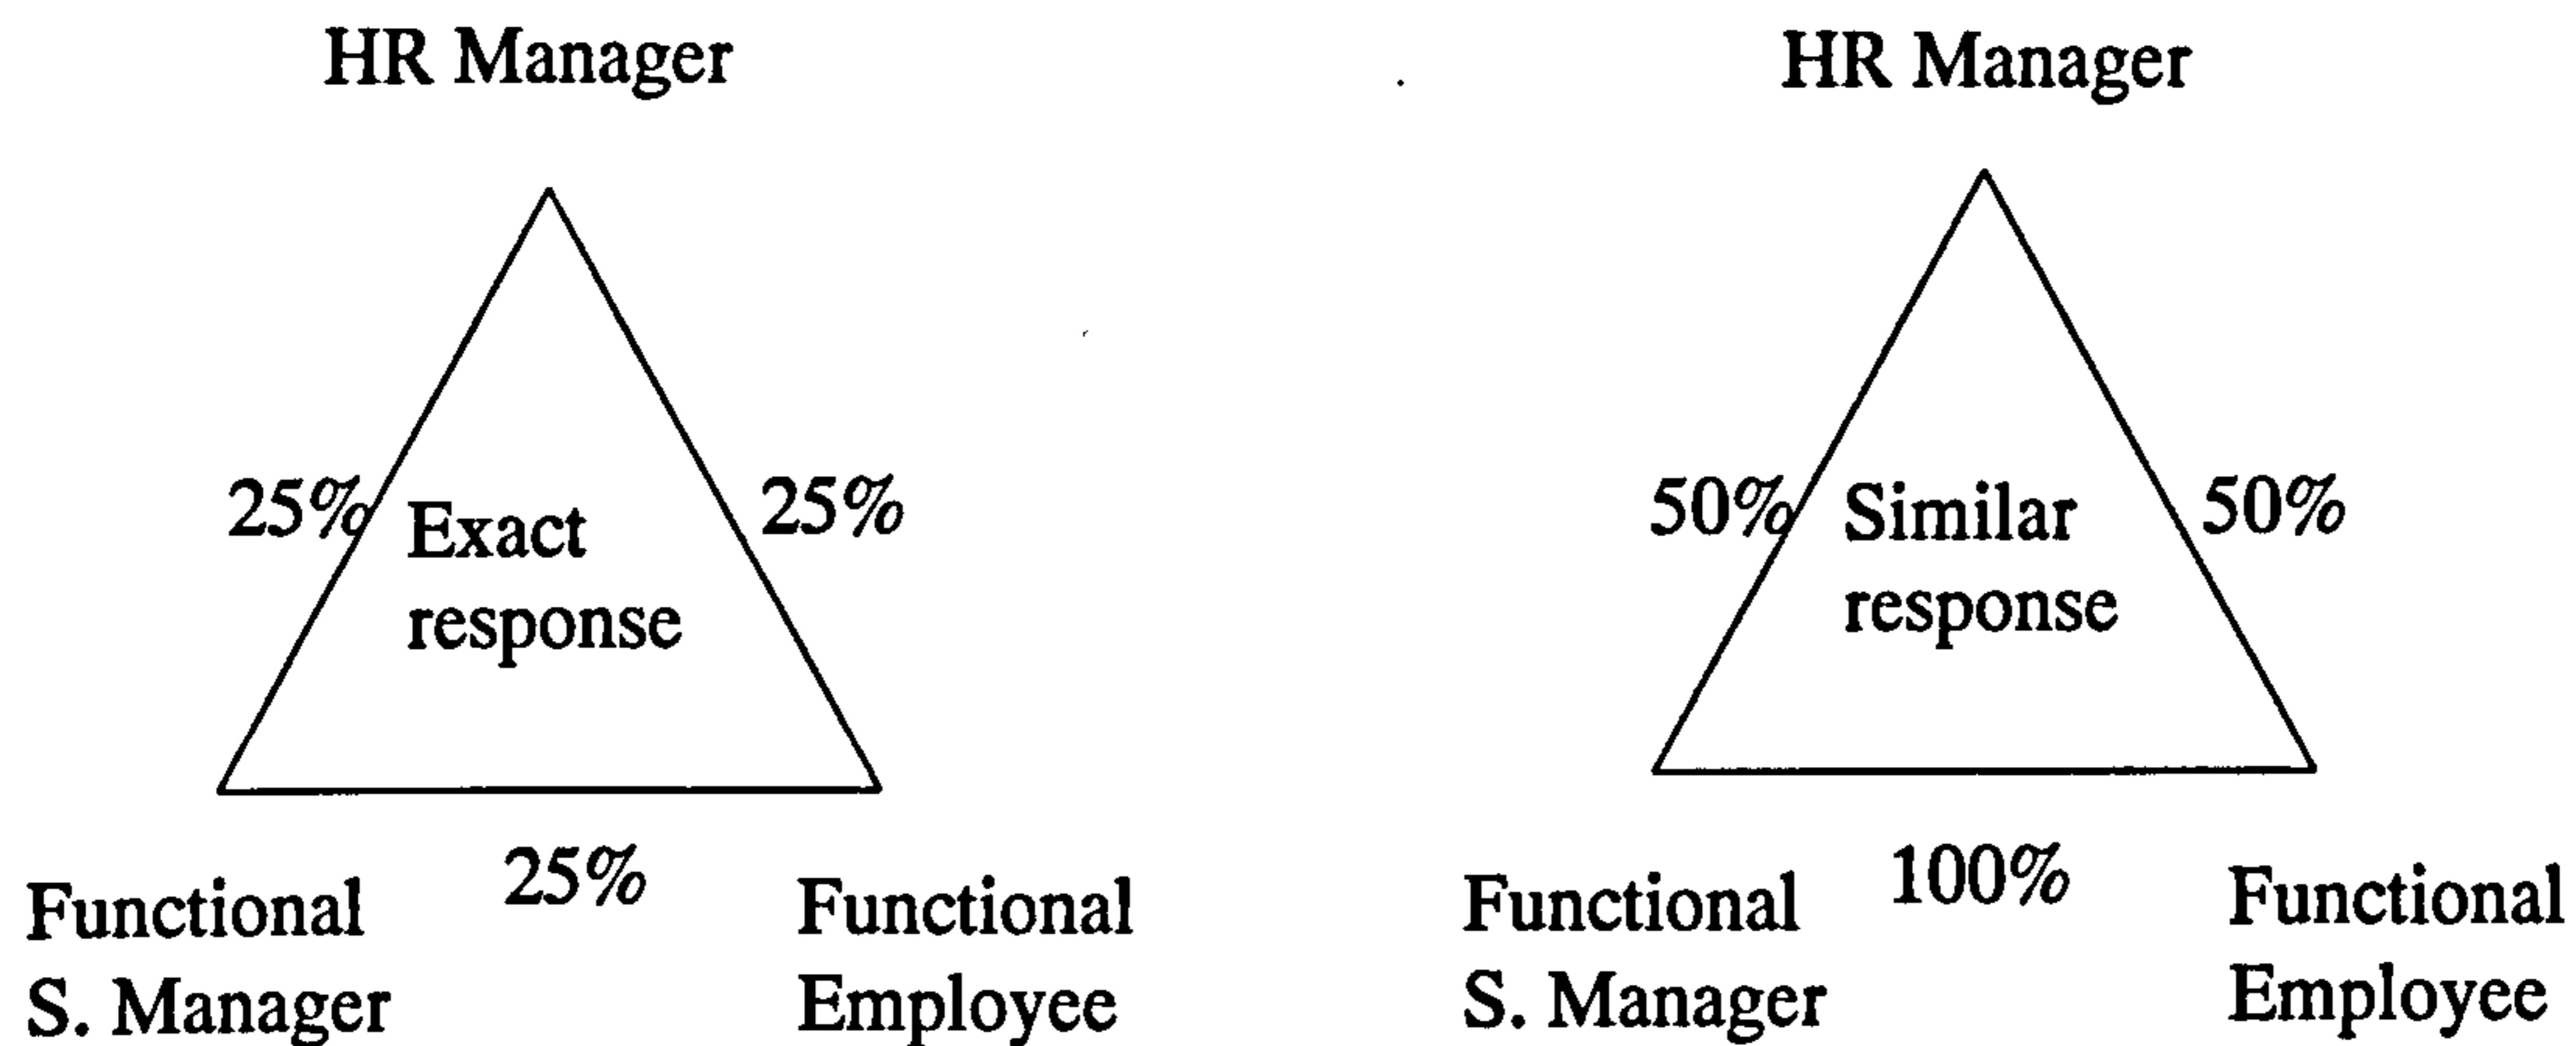 HR Manager
25%
Exact
response
25%
25%
Functional
S. Manager
Functional
Employee
HR Manager
50%
Similar
response
50%
100%
Functional
S. Manager
Functional
Employee